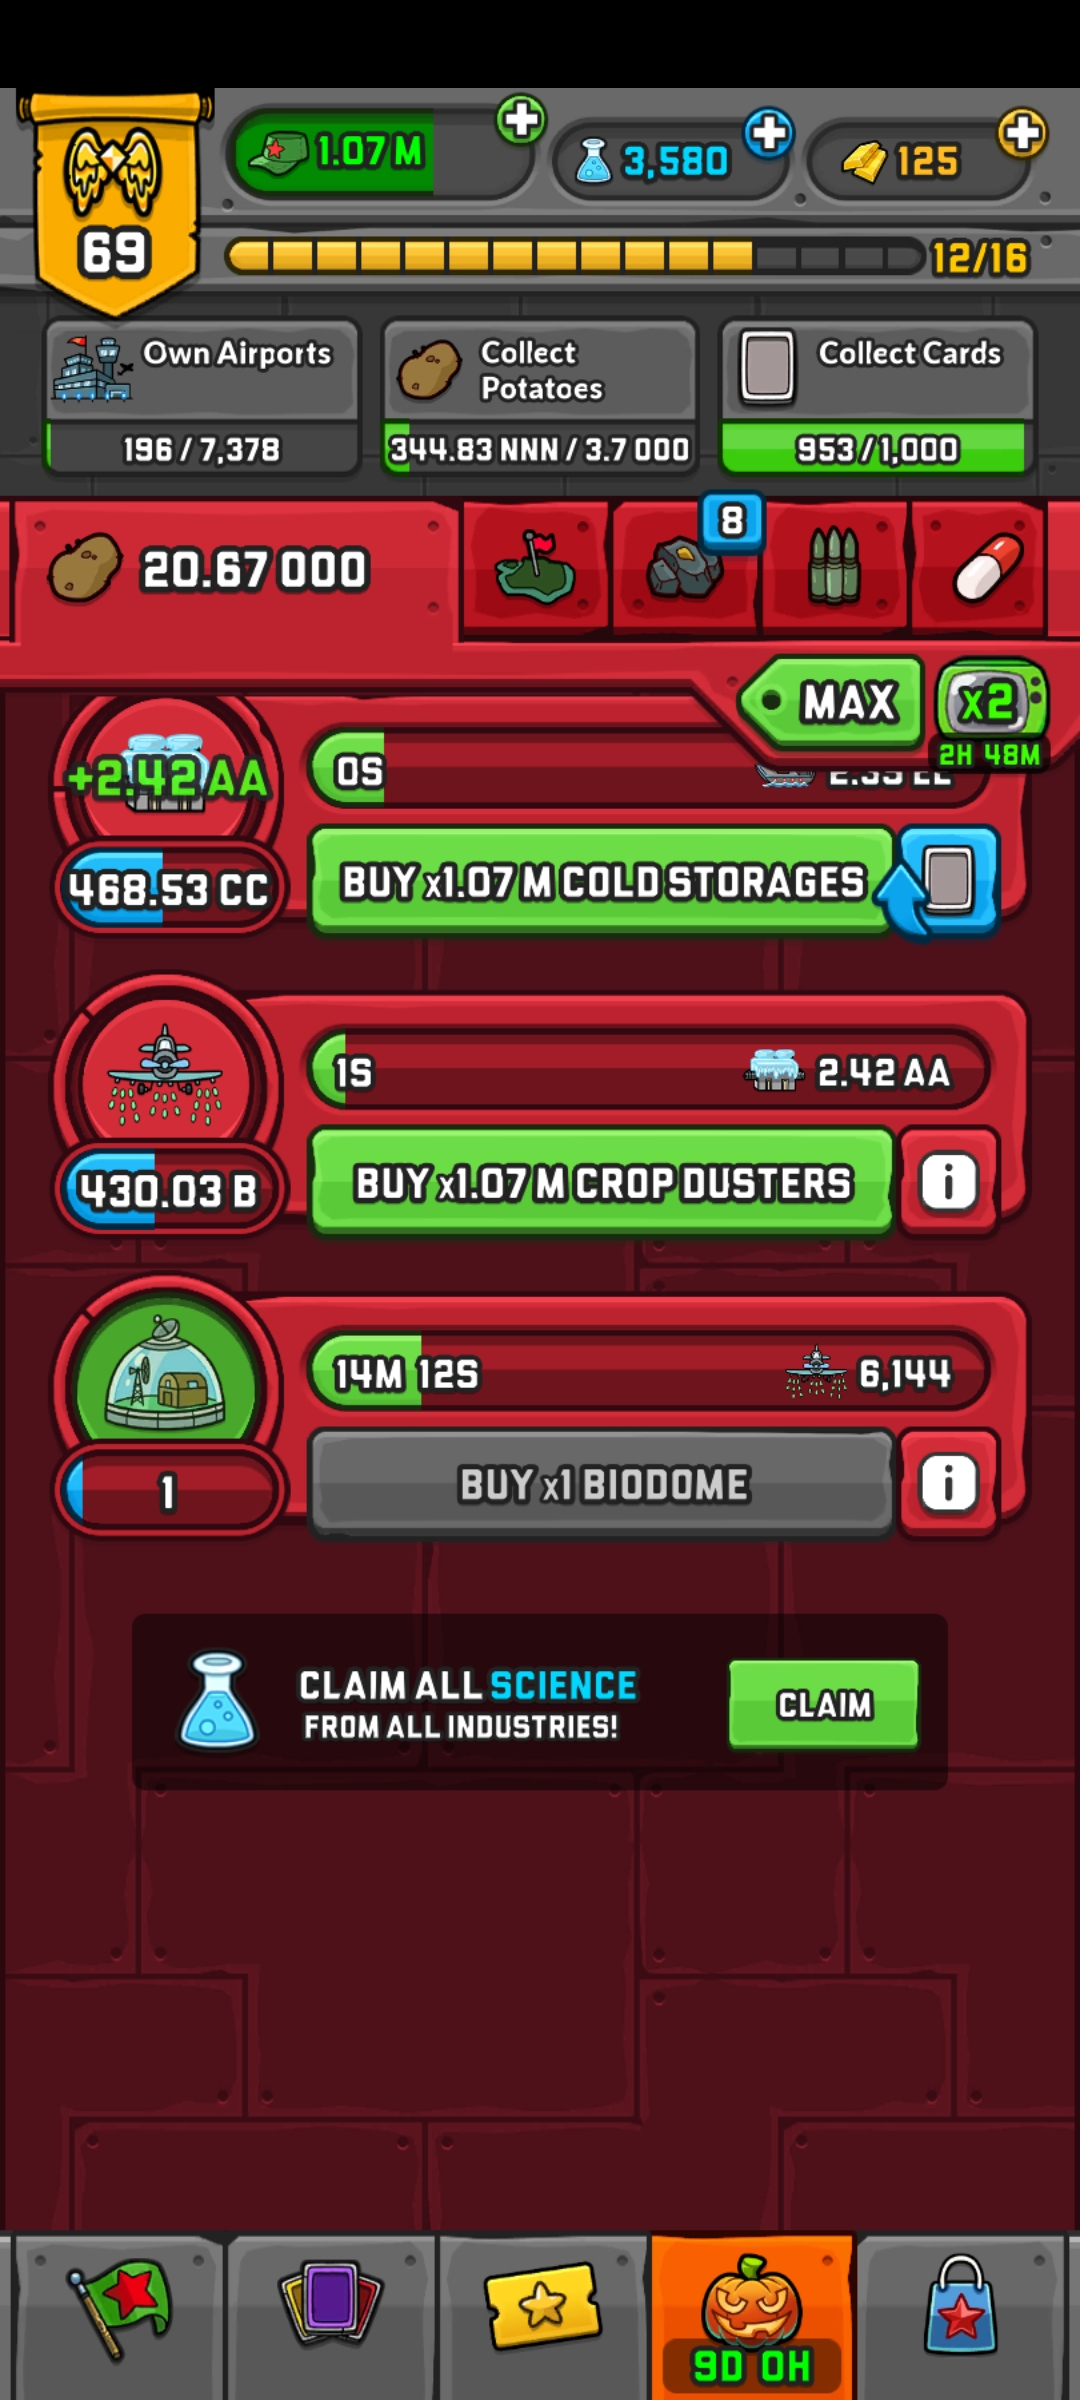 69
1.07 M
3,580
125
12/16
Own Airports
196 / 7,378
Collect
Potatoes
344.83 NNN / 3.7 OOO
Collect Cards
953 / 1,000
20.67 OOO
8
MAX
x2
2H 48M
+2.42 AA
0S
468.53 CC
BUY x1.07 M COLD STORAGES
1S
2.42 AA
430.03 B
BUY x1.07 M CROP DUSTERS
14M 12S
6,144
1
BUY x1 BIODOME
CLAIM ALL SCIENCE
FROM ALL INDUSTRIES!
CLAIM
9D 0H